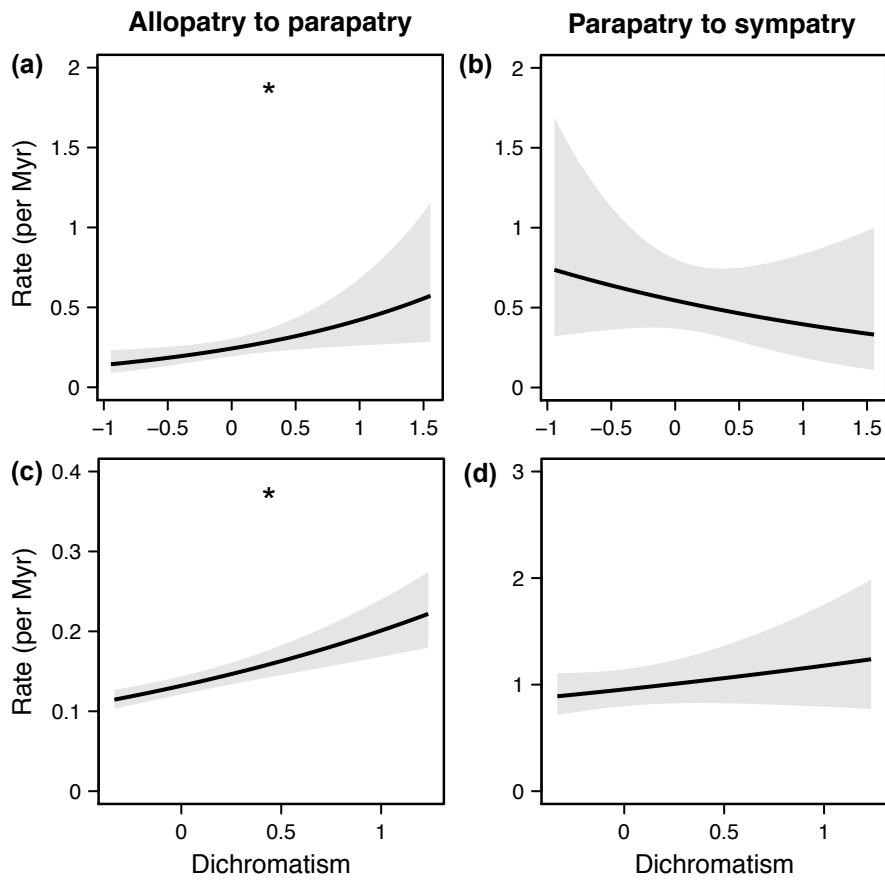 Allopatry to parapatry
Parapatry to sympatry
(a)
*
2
1.5
1
0.5
0
Rate (per Myr)
−1 −0.5 0 0.5 1 1.5
(b)
2
1.5
1
0.5
0
−1 −0.5 0 0.5 1 1.5
(c)
*
0.4
0.3
0.2
0.1
0
Rate (per Myr)
0 0.5 1
Dichromatism
(d)
3
2
1
0
0 0.5 1
Dichromatism